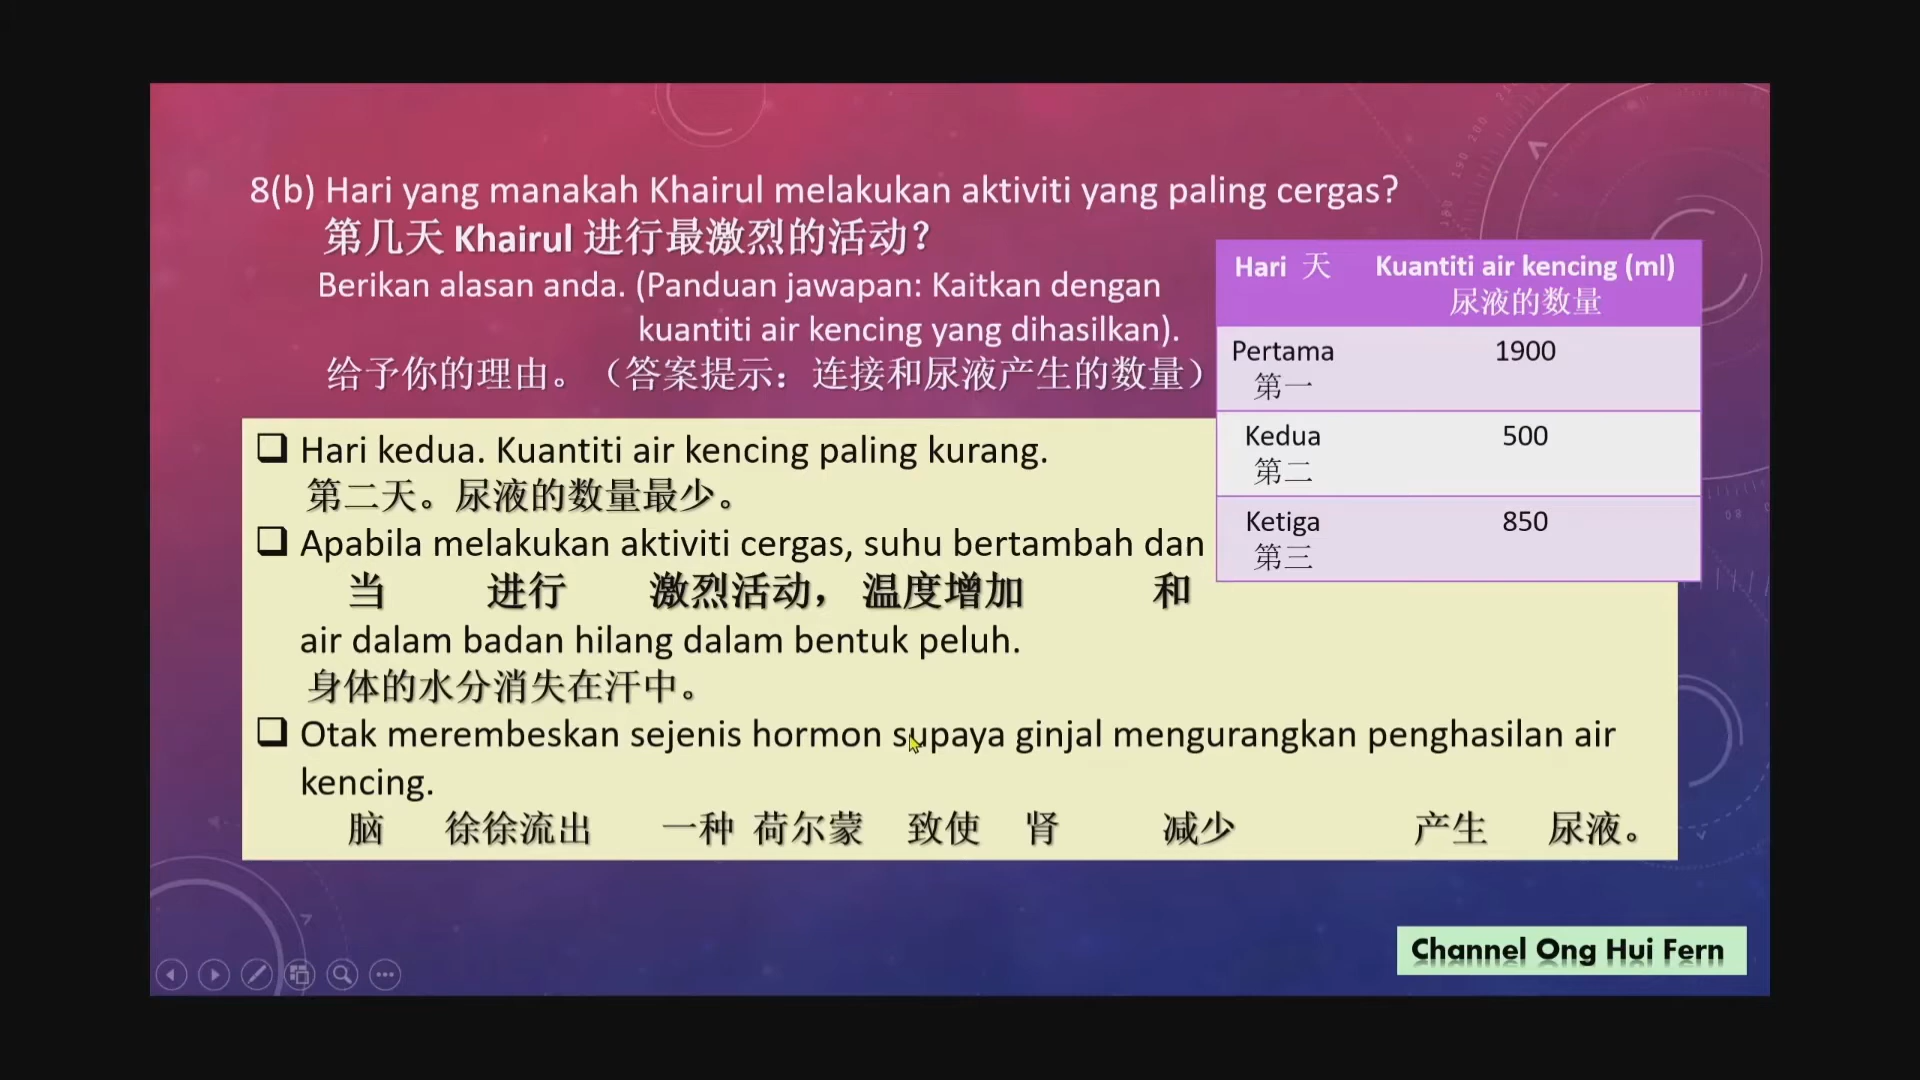 8(b) Hari yang manakah Khairul melakukan aktiviti yang paling cergas?
第几天 Khairul 进行最激烈的活动?
Berikan alasan anda. (Panduan jawapan: Kaitkan dengan
kuantiti air kencing yang dihasilkan).
给予你的理由。（答案提示：连接和尿液产生的数量）
Hari 天 Kuantiti air kencing (ml)
尿液的数量
Pertama 1900
第一
Kedua 500
第二
Ketiga 850
第三
❑ Hari kedua. Kuantiti air kencing paling kurang.
第二天。尿液的数量最少。
❑ Apabila melakukan aktiviti cergas, suhu bertambah dan
当 进行 激烈活动， 温度增加 和
air dalam badan hilang dalam bentuk peluh.
身体的水分消失在汗中。
❑ Otak merembeskan sejenis hormon supaya ginjal mengurangkan penghasilan air
kencing.
脑 徐徐流出 一种 荷尔蒙 致使 肾 减少 产生 尿液。
Channel Ong Hui Fern